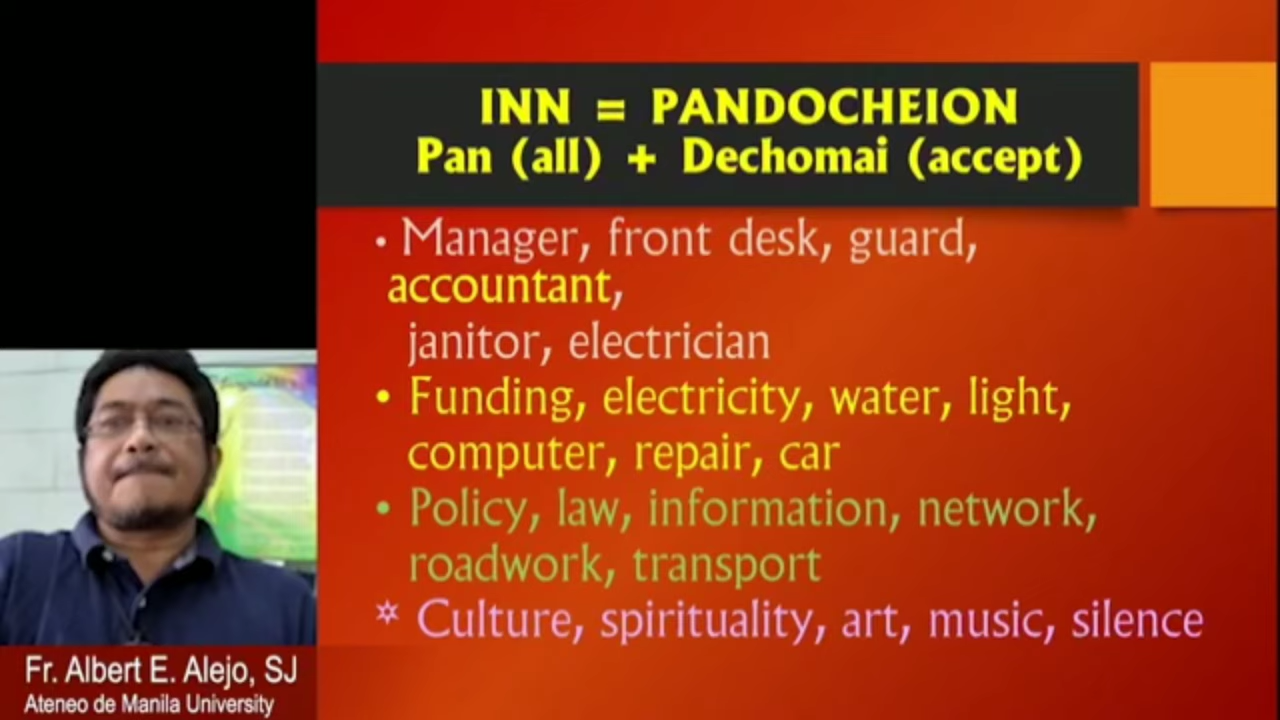 INN = PANDOCHEION
Pan (all) + Dechomai (accept)
• Manager, front desk, guard,
accountant,
janitor, electrician
• Funding, electricity, water, light,
computer, repair, car
• Policy, law, information, network,
roadwork, transport
✡ Culture, spirituality, art, music, silence
Fr. Albert E. Alejo, SJ
Ateneo de Manila University